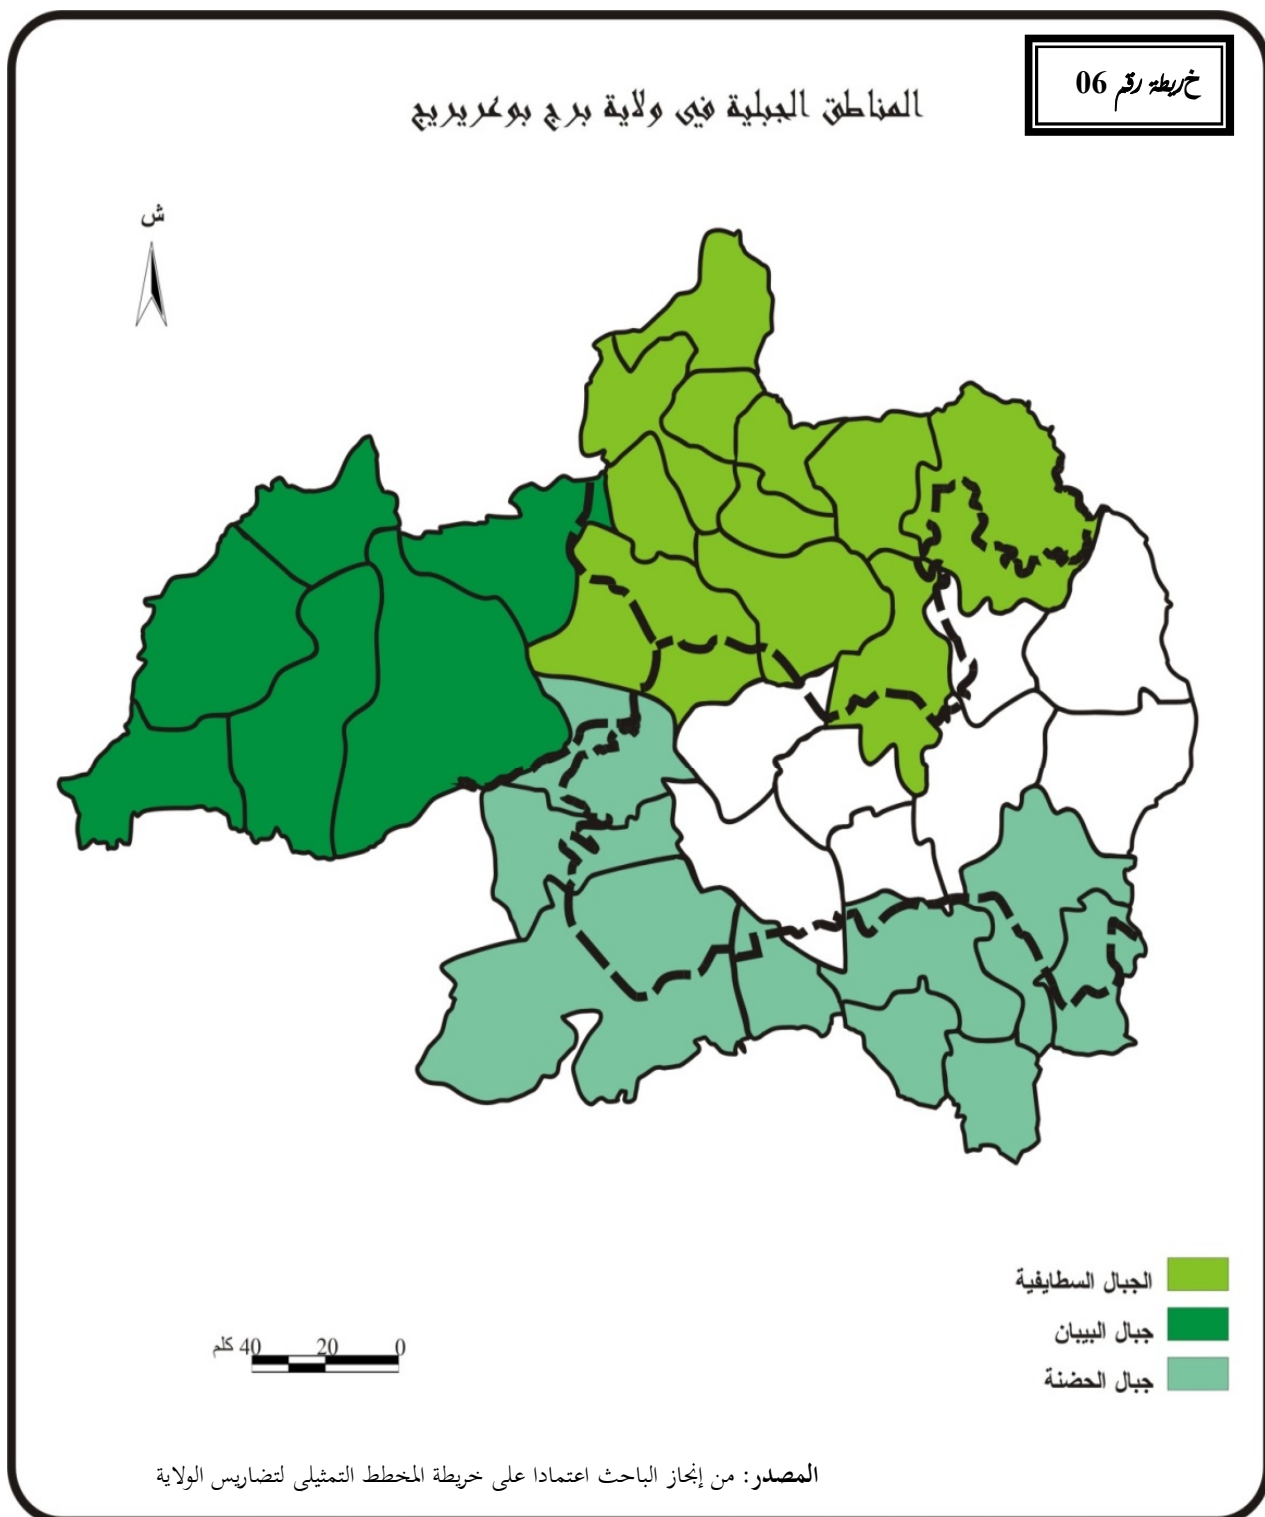 خريطة رقم 06
المناطق الجبلية في ولاية برج بوعريريج
ش
الجبال السطايفية
جبال البيبان
جبال الحضنة
0 20 40 كلم
المصدر: من إنجاز الباحث اعتمادا على خريطة المخطط التمثيلى لتضاريس الولاية